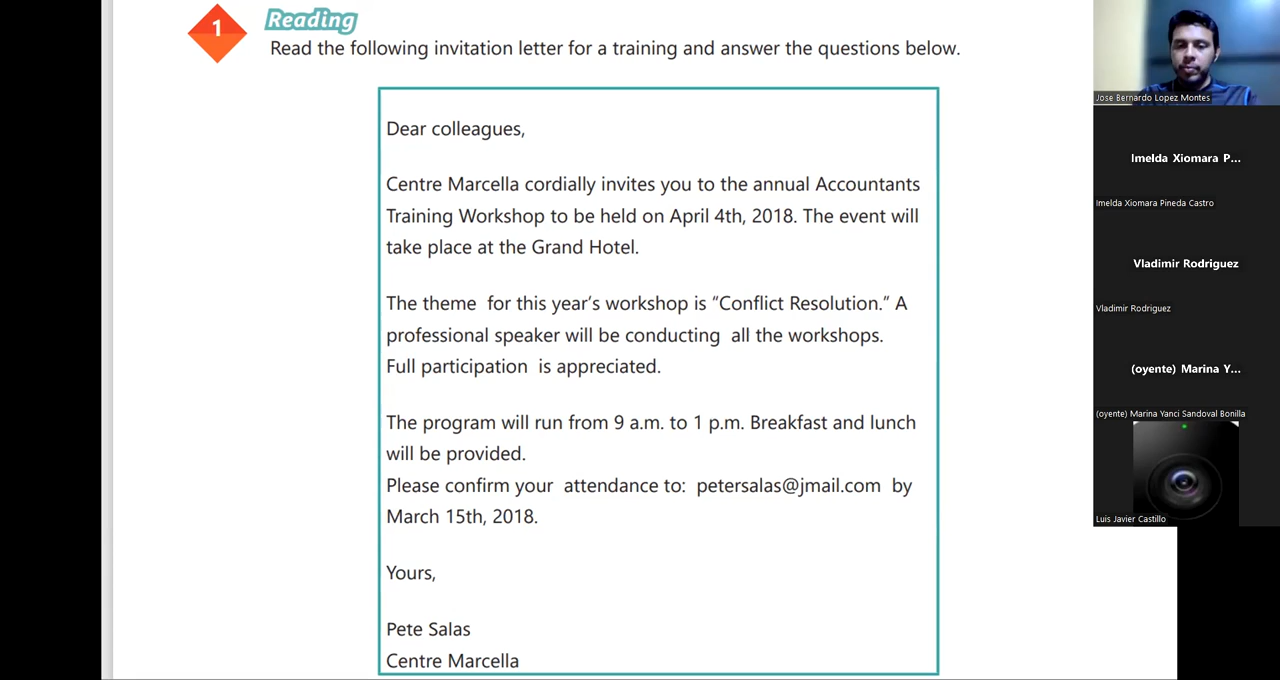 1
Reading
Read the following invitation letter for a training and answer the questions below.
Dear colleagues,
Centre Marcella cordially invites you to the annual Accountants
Training Workshop to be held on April 4th, 2018. The event will
take place at the Grand Hotel.
The theme for this year's workshop is “Conflict Resolution.” A
professional speaker will be conducting all the workshops.
Full participation is appreciated.
The program will run from 9 a.m. to 1 p.m. Breakfast and lunch
will be provided.
Please confirm your attendance to: petersalas@jmail.com by
March 15th, 2018.
Yours,
Pete Salas
Centre Marcella
Jose Bernardo Lopez Montes
Imelda Xiomara P...
Imelda Xiomara Pineda Castro
Vladimir Rodriguez
Vladimir Rodriguez
(oyente) Marina Y...
(oyente) Marina Yanci Sandoval Bonilla
Luis Javier Castillo